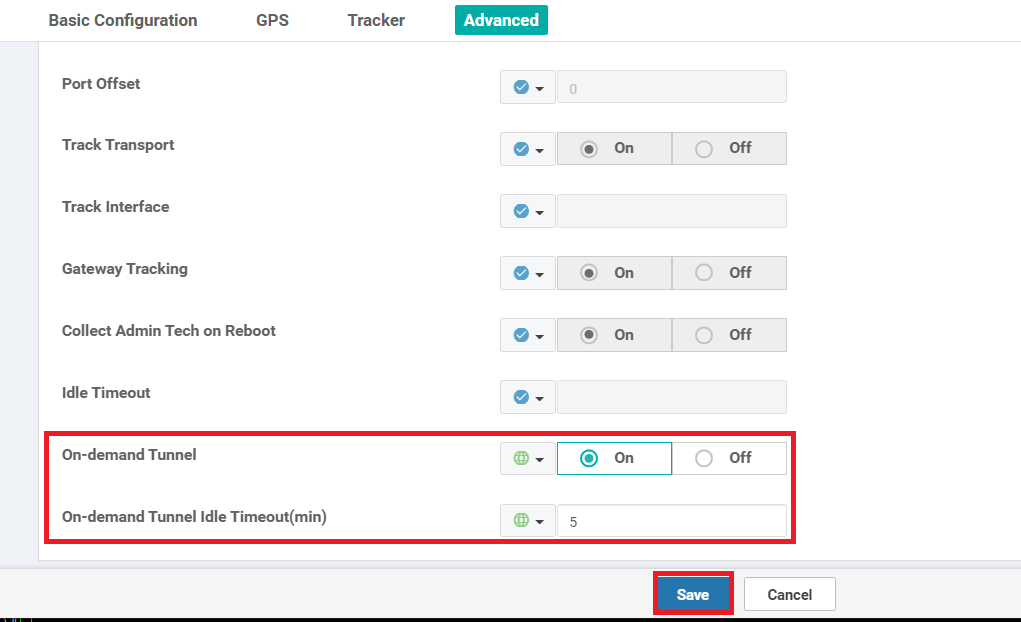 Basic Configuration GPS Tracker Advanced
Port Offset 0
Track Transport On Off
Track Interface
Gateway Tracking On Off
Collect Admin Tech on Reboot On Off
Idle Timeout
On-demand Tunnel On Off
On-demand Tunnel Idle Timeout(min) 5
Save Cancel